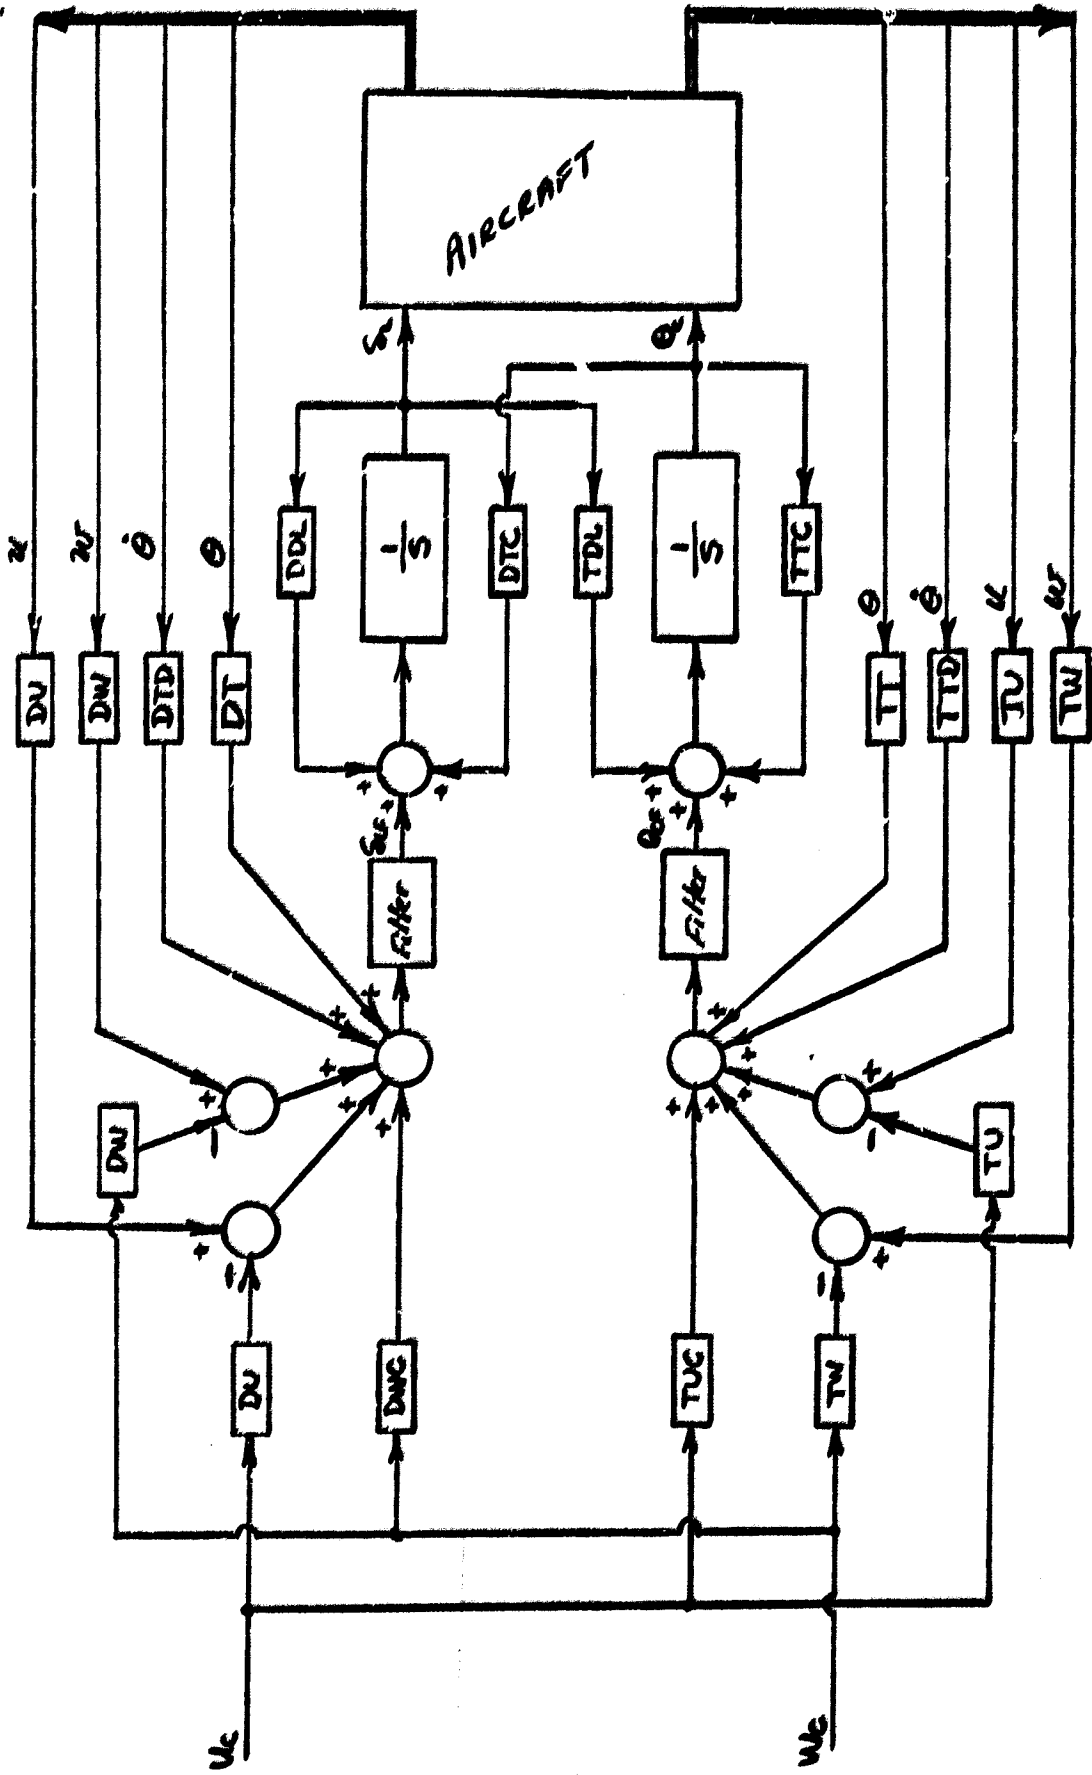 AIRCRAFT
u
w
θ̇
θ
θ
θ̇
u
w
DDL
1/S
DTC
TDL
1/S
TTC
DU
DW
DTD
DT
TT
TTD
TU
TW
+
+
+
+
+
+
Filter
Filter
+
+
+
+
+
+
+
+
+
+
DW
+
−
+
−
TU
+
−
−
+
DU
DWC
TUC
TW
Uc
Wc